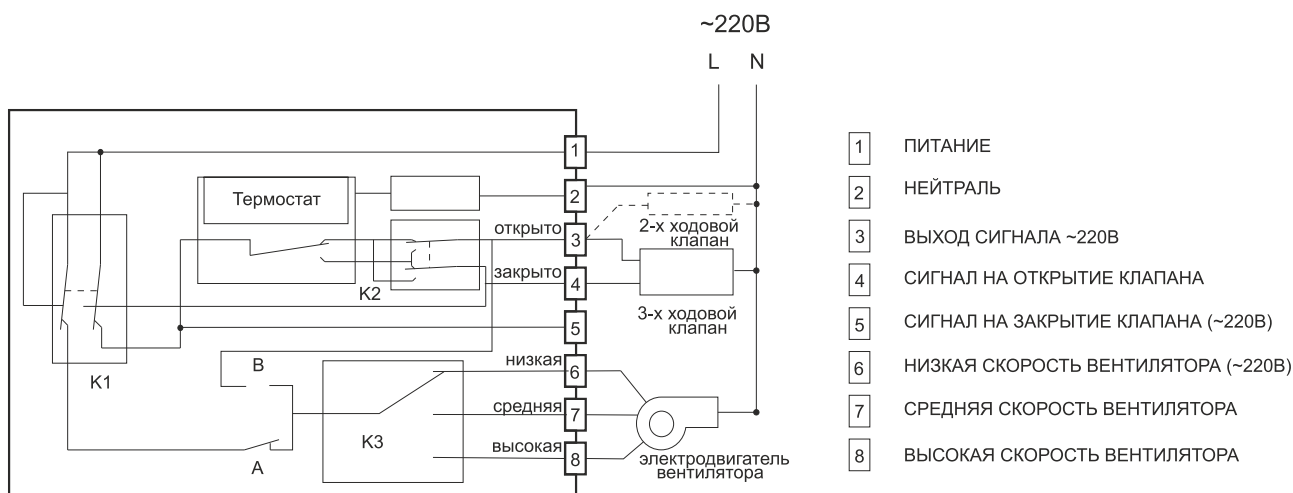 ~220В
L N
1
Термостат
2
открыто
3
2-х ходовой
клапан
закрыто
4
K2
3-х ходовой
клапан
5
K1
B
низкая
6
средняя
7
K3
высокая
8
A
электродвигатель
вентилятора
1 ПИТАНИЕ
2 НЕЙТРАЛЬ
3 ВЫХОД СИГНАЛА ~220В
4 СИГНАЛ НА ОТКРЫТИЕ КЛАПАНА
5 СИГНАЛ НА ЗАКРЫТИЕ КЛАПАНА (~220В)
6 НИЗКАЯ СКОРОСТЬ ВЕНТИЛЯТОРА (~220В)
7 СРЕДНЯЯ СКОРОСТЬ ВЕНТИЛЯТОРА
8 ВЫСОКАЯ СКОРОСТЬ ВЕНТИЛЯТОРА